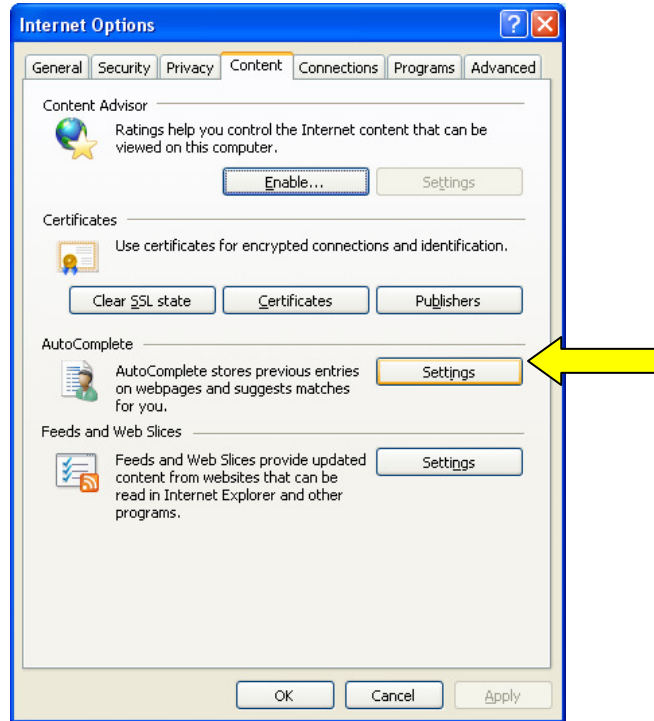 Internet Options
General Security Privacy Content Connections Programs Advanced
Content Advisor
Ratings help you control the Internet content that can be
viewed on this computer.
Enable... Settings
Certificates
Use certificates for encrypted connections and identification.
Clear SSL state Certificates Publishers
AutoComplete
AutoComplete stores previous entries
on webpages and suggests matches
for you.
Settings
Feeds and Web Slices
Feeds and Web Slices provide updated
content from websites that can be
read in Internet Explorer and other
programs.
Settings
OK Cancel Apply